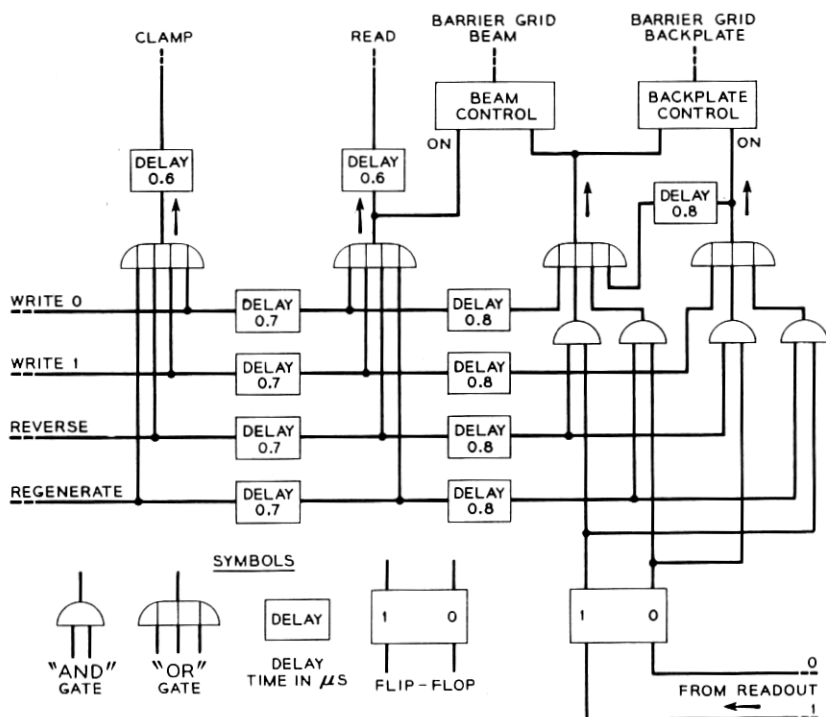 CLAMP
READ
BARRIER GRID
BEAM
BARRIER GRID
BACKPLATE
BEAM
CONTROL
BACKPLATE
CONTROL
ON
ON
DELAY
0.6
DELAY
0.6
DELAY
0.8
WRITE 0
DELAY
0.7
DELAY
0.8
WRITE 1
DELAY
0.7
DELAY
0.8
REVERSE
DELAY
0.7
DELAY
0.8
REGENERATE
DELAY
0.7
DELAY
0.8
SYMBOLS
"AND"
GATE
"OR"
GATE
DELAY
DELAY
TIME IN μS
1 0
FLIP-FLOP
1 0
0
FROM READOUT
1